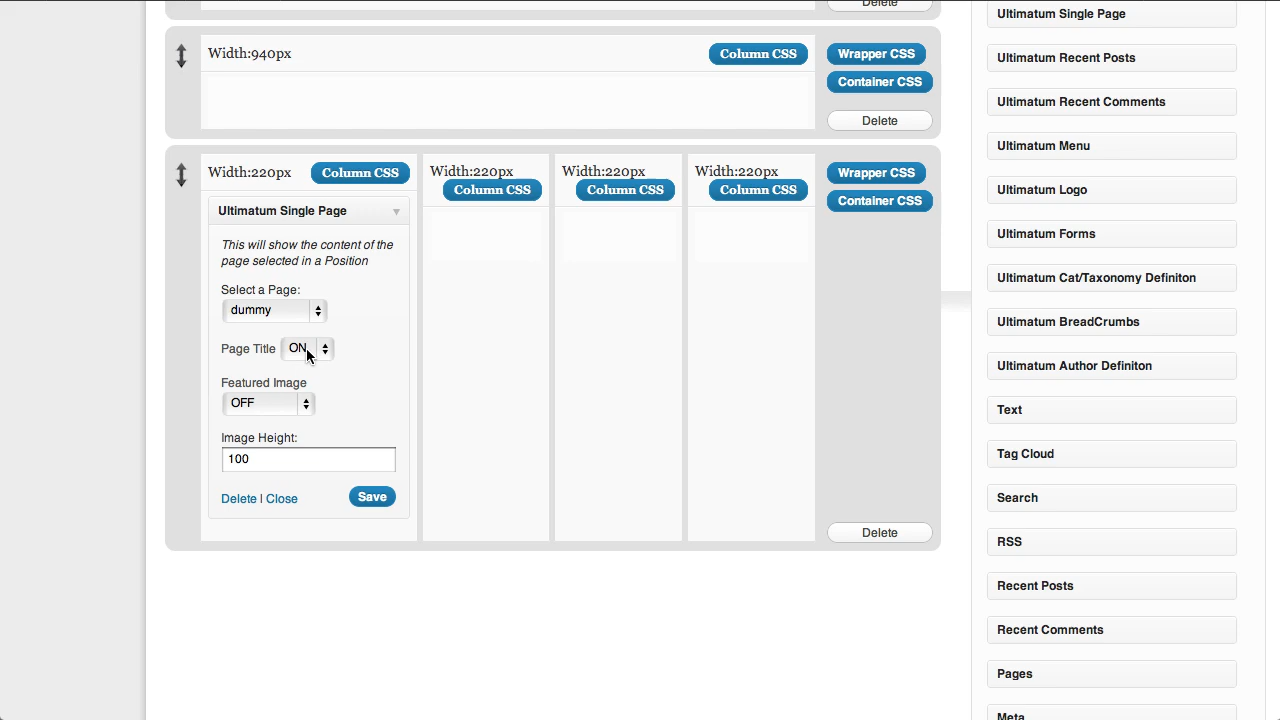 Delete
Width:940px
Column CSS
Wrapper CSS
Container CSS
Delete
Width:220px
Column CSS
Width:220px
Column CSS
Width:220px
Column CSS
Width:220px
Column CSS
Wrapper CSS
Container CSS
Ultimatum Single Page
This will show the content of the
page selected in a Position
Select a Page:
dummy
Page Title ON
Featured Image
OFF
Image Height:
100
Delete | Close
Save
Delete
Ultimatum Single Page
Ultimatum Recent Posts
Ultimatum Recent Comments
Ultimatum Menu
Ultimatum Logo
Ultimatum Forms
Ultimatum Cat/Taxonomy Definiton
Ultimatum BreadCrumbs
Ultimatum Author Definiton
Text
Tag Cloud
Search
RSS
Recent Posts
Recent Comments
Pages
Meta